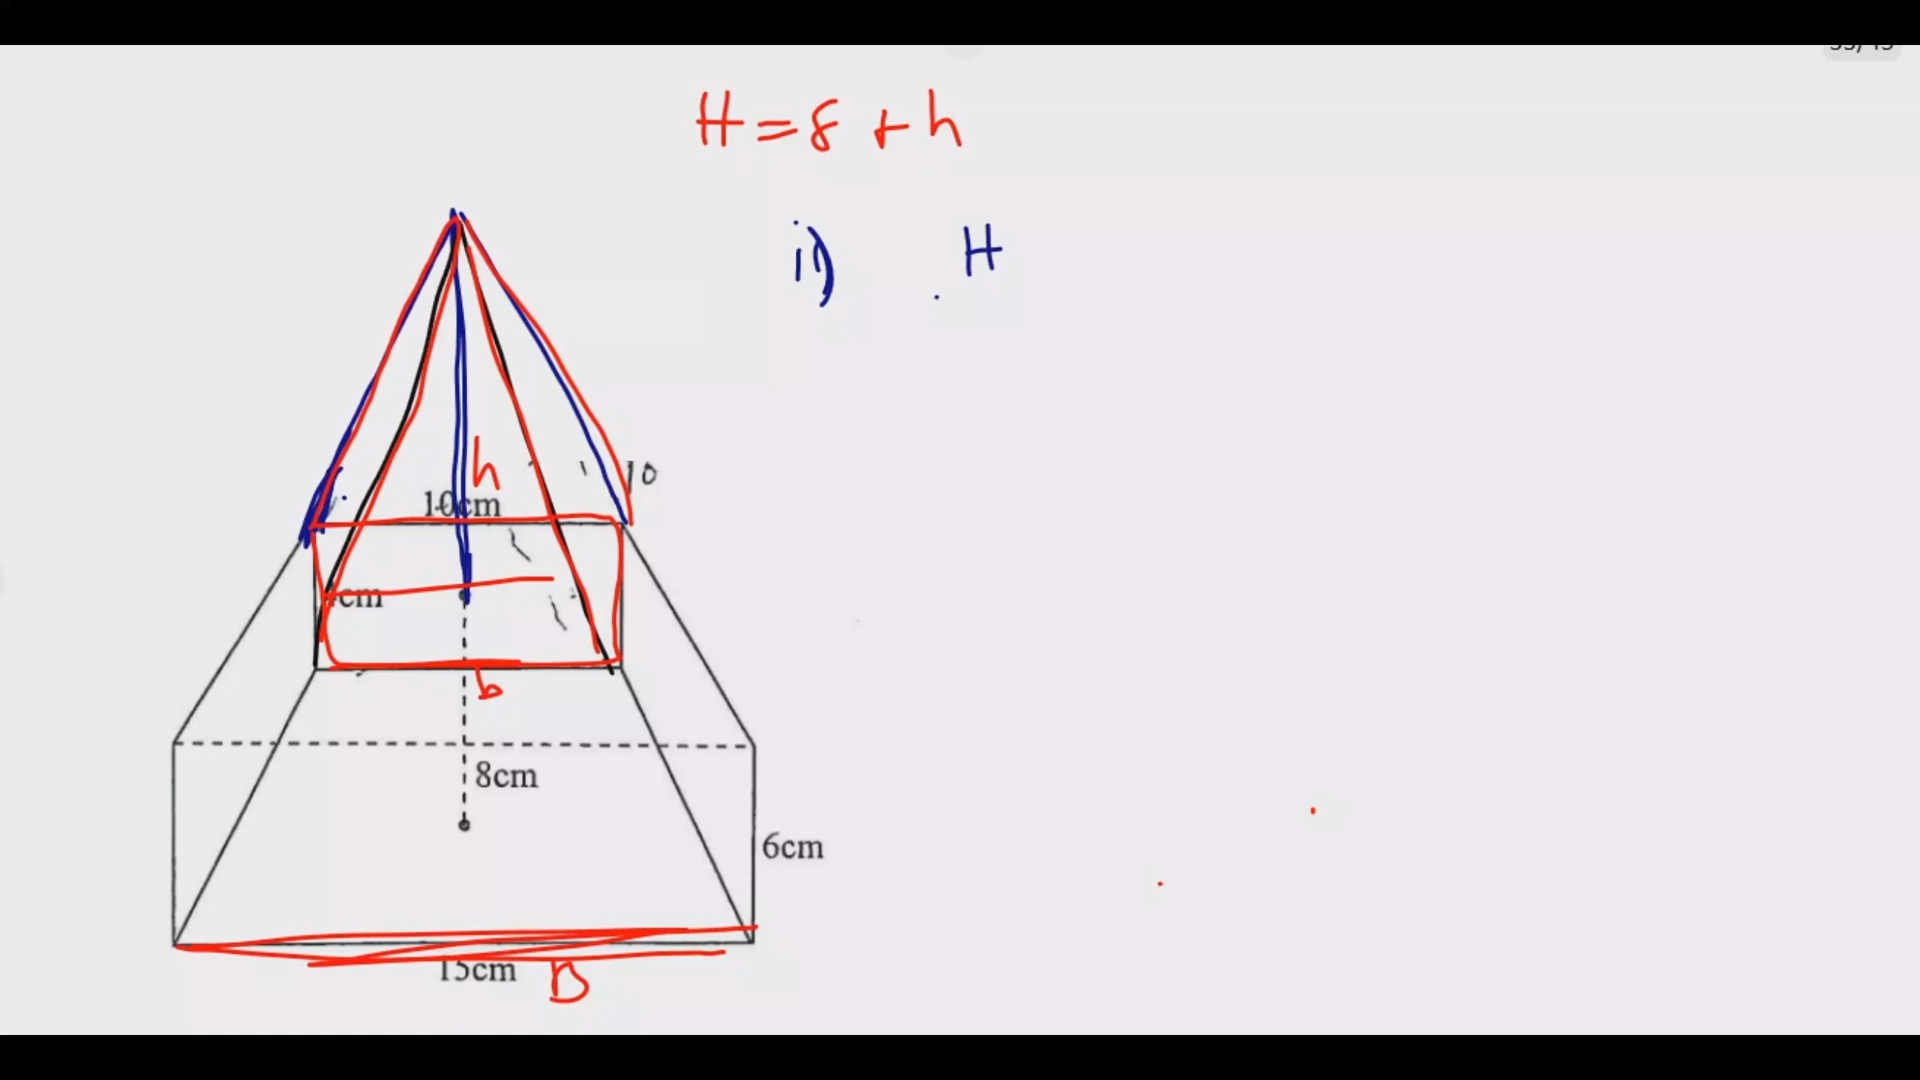 H = 8 + h
i) H
h
10
10cm
cm
b
8cm
6cm
15cm B